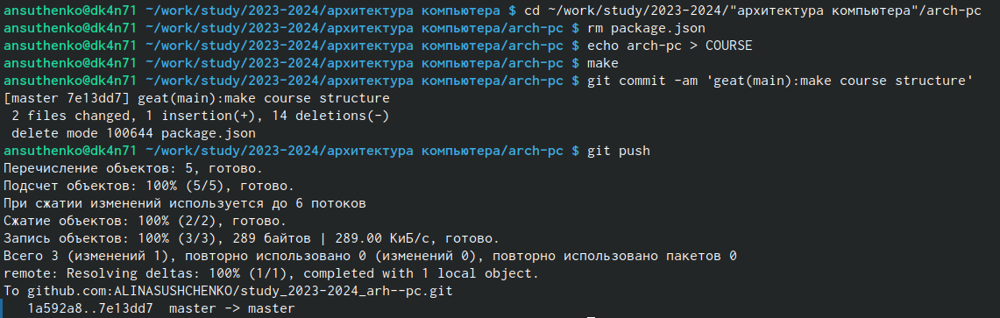 ansuthenko@dk4n71 ~/work/study/2023-2024/архитектура компьютера $ cd ~/work/study/2023-2024/"архитектура компьютера"/arch-pc
ansuthenko@dk4n71 ~/work/study/2023-2024/архитектура компьютера/arch-pc $ rm package.json
ansuthenko@dk4n71 ~/work/study/2023-2024/архитектура компьютера/arch-pc $ echo arch-pc > COURSE
ansuthenko@dk4n71 ~/work/study/2023-2024/архитектура компьютера/arch-pc $ make
ansuthenko@dk4n71 ~/work/study/2023-2024/архитектура компьютера/arch-pc $ git commit -am 'geat(main):make course structure'
[master 7e13dd7] geat(main):make course structure
 2 files changed, 1 insertion(+), 14 deletions(-)
 delete mode 100644 package.json
ansuthenko@dk4n71 ~/work/study/2023-2024/архитектура компьютера/arch-pc $ git push
Перечисление объектов: 5, готово.
Подсчет объектов: 100% (5/5), готово.
При сжатии изменений используется до 6 потоков
Сжатие объектов: 100% (2/2), готово.
Запись объектов: 100% (3/3), 289 байтов | 289.00 КиБ/с, готово.
Всего 3 (изменений 1), повторно использовано 0 (изменений 0), повторно использовано пакетов 0
remote: Resolving deltas: 100% (1/1), completed with 1 local object.
To github.com:ALINASUSHCHENKO/study_2023-2024_arh--pc.git
   1a592a8..7e13dd7  master -> master